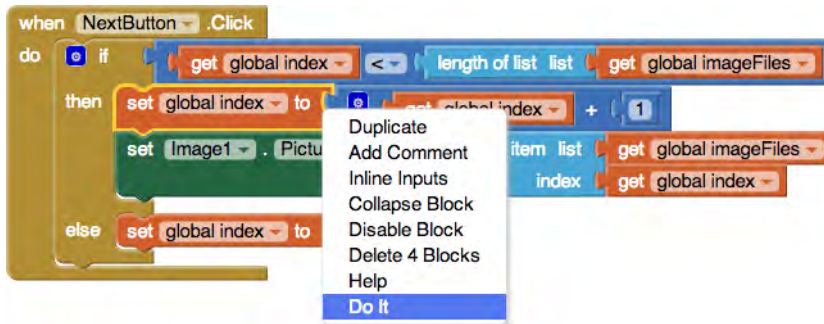 when NextButton .Click
do if get global index < length of list list get global imageFiles
then set global index to index + 1
set Image1 . item list get global imageFiles
index get global index
else set global index to
Duplicate
Add Comment
Inline Inputs
Collapse Block
Disable Block
Delete 4 Blocks
Help
Do It